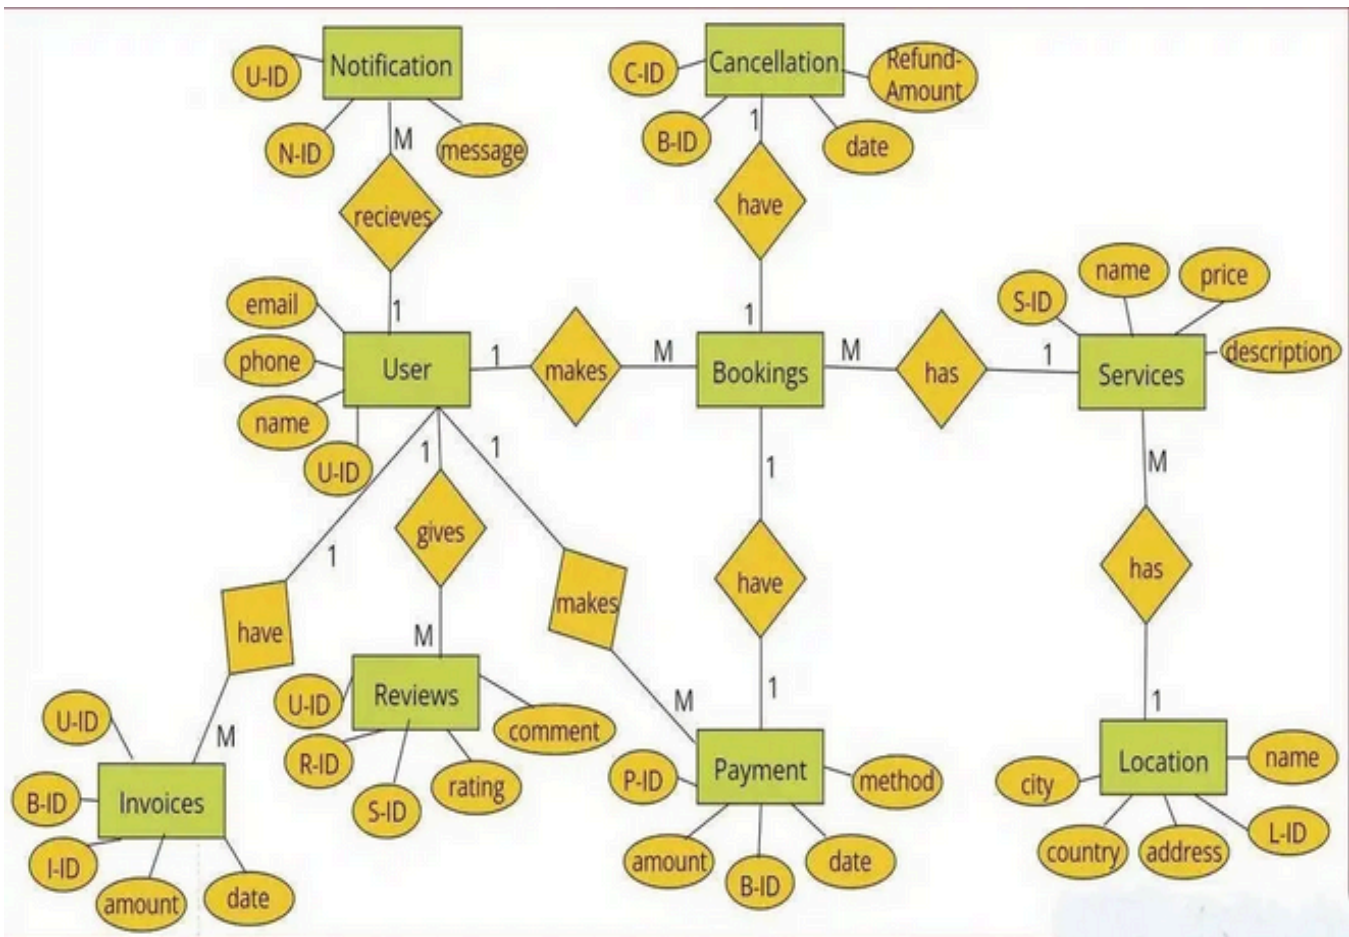 Notification
U-ID
N-ID
message
M
recieves
1
Cancellation
C-ID
B-ID
Refund-
Amount
date
1
have
1
email
phone
name
U-ID
User
1
makes
M
Bookings
M
has
1
Services
S-ID
name
price
description
1
have
M
1
gives
M
1
makes
M
1
have
1
M
has
1
Reviews
U-ID
R-ID
S-ID
rating
comment
Invoices
U-ID
B-ID
I-ID
amount
date
Payment
P-ID
amount
B-ID
date
method
Location
city
country
address
L-ID
name